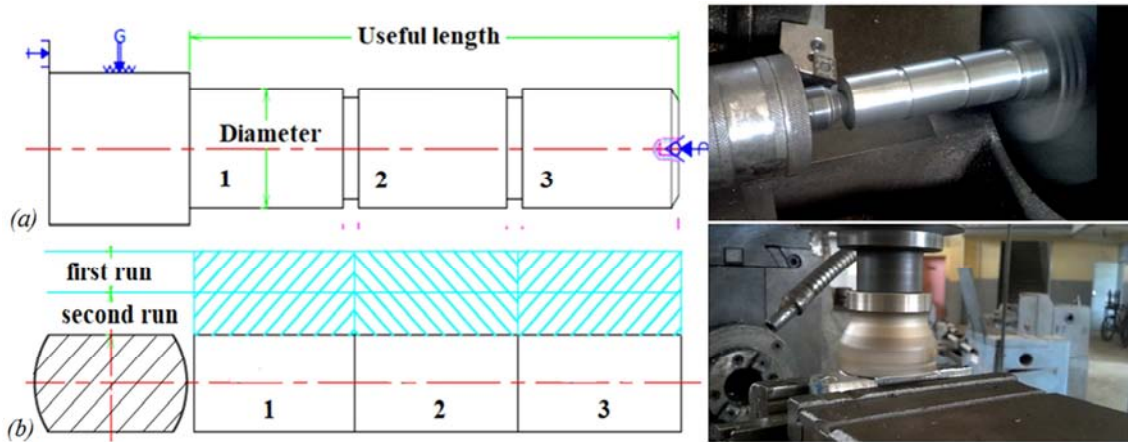 G
Useful length
Diameter
1
2
3
(a)
first run
second run
1
2
3
(b)